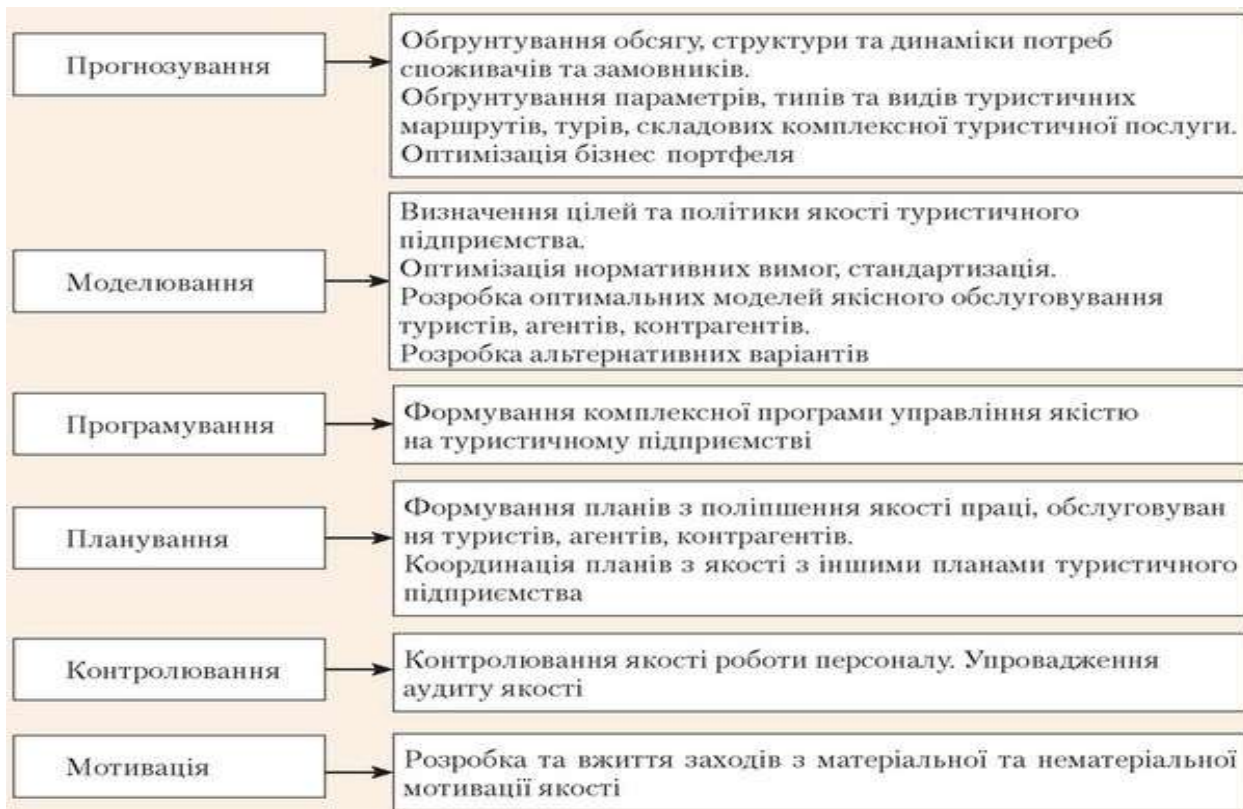 Прогнозування
Обґрунтування обсягу, структури та динаміки потреб
споживачів та замовників.
Обґрунтування параметрів, типів та видів туристичних
маршрутів, турів, складових комплексної туристичної послуги.
Оптимізація бізнес портфеля
Моделювання
Визначення цілей та політики якості туристичного
підприємства.
Оптимізація нормативних вимог, стандартизація.
Розробка оптимальних моделей якісного обслуговування
туристів, агентів, контрагентів.
Розробка альтернативних варіантів
Програмування
Формування комплексної програми управління якістю
на туристичному підприємстві
Планування
Формування планів з поліпшення якості праці, обслуговуван
ня туристів, агентів, контрагентів.
Координація планів з якості з іншими планами туристичного
підприємства
Контролювання
Контролювання якості роботи персоналу. Упровадження
аудиту якості
Мотивація
Розробка та вжиття заходів з матеріальної та нематеріальної
мотивації якості